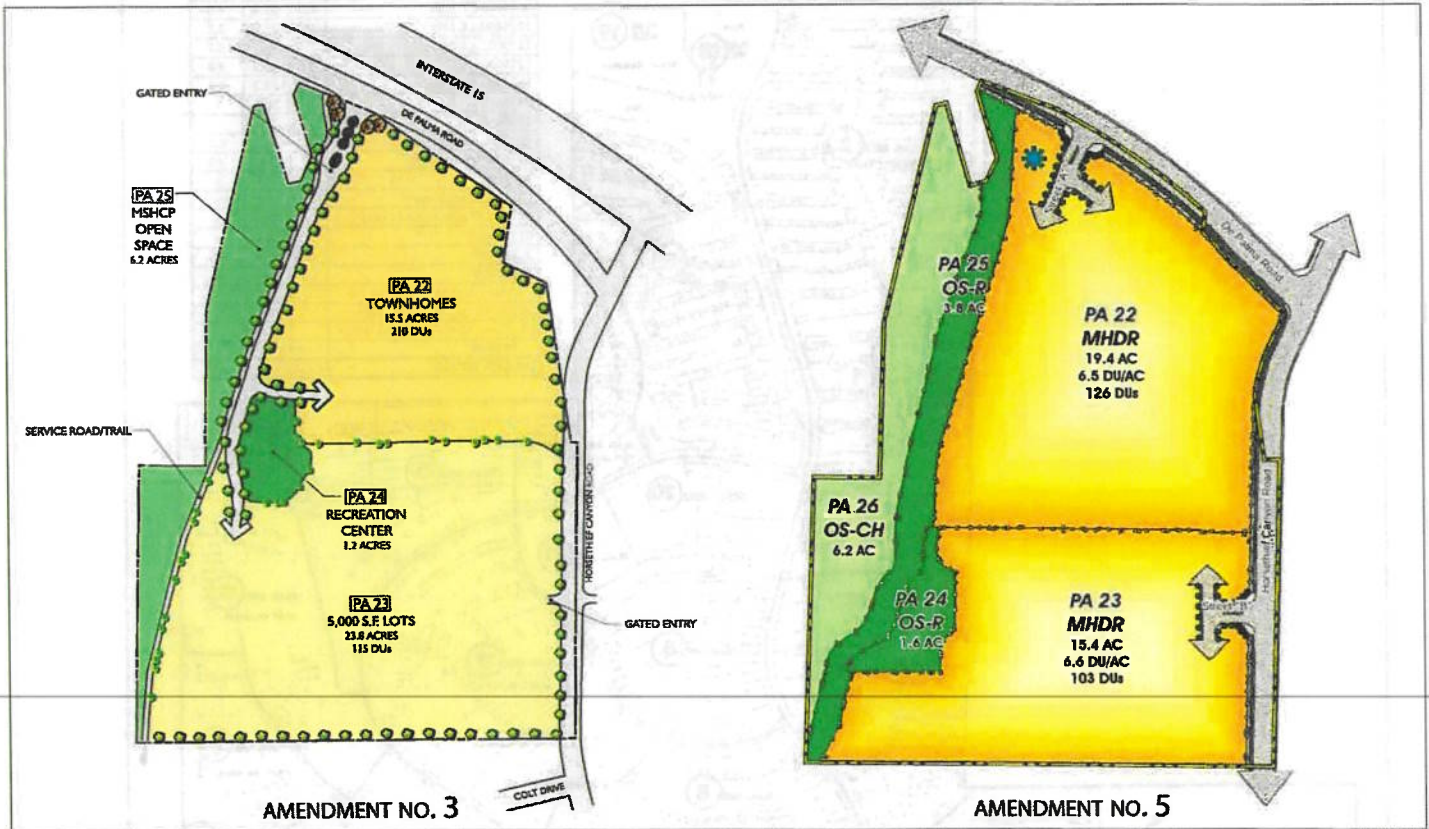 INTERSTATE 15
GATED ENTRY
DE PALMA ROAD
PA 25
MSHCP
OPEN
SPACE
6.2 ACRES
PA 22
TOWNHOMES
15.5 ACRES
210 DUs
SERVICE ROAD/TRAIL
PA 24
RECREATION
CENTER
1.2 ACRES
HORSETHIEF CANYON ROAD
PA 23
5,000 S.F. LOTS
23.8 ACRES
115 DUs
GATED ENTRY
COLT DRIVE
AMENDMENT NO. 3
De Palma Road
PA 25
OS-R
3.8 AC
PA 22
MHDR
19.4 AC
6.5 DU/AC
126 DUs
PA 26
OS-CH
6.2 AC
Horsethief Canyon Road
PA 24
OS-R
1.6 AC
PA 23
MHDR
15.4 AC
6.6 DU/AC
103 DUs
Street "B"
AMENDMENT NO. 5